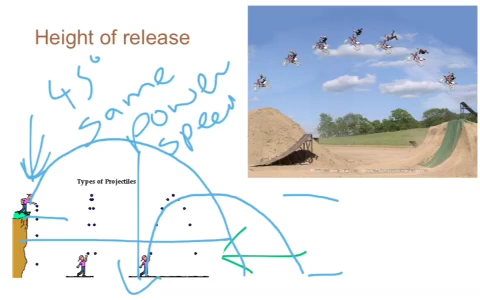 Height of release
45°
same
power
speed
Types of Projectiles